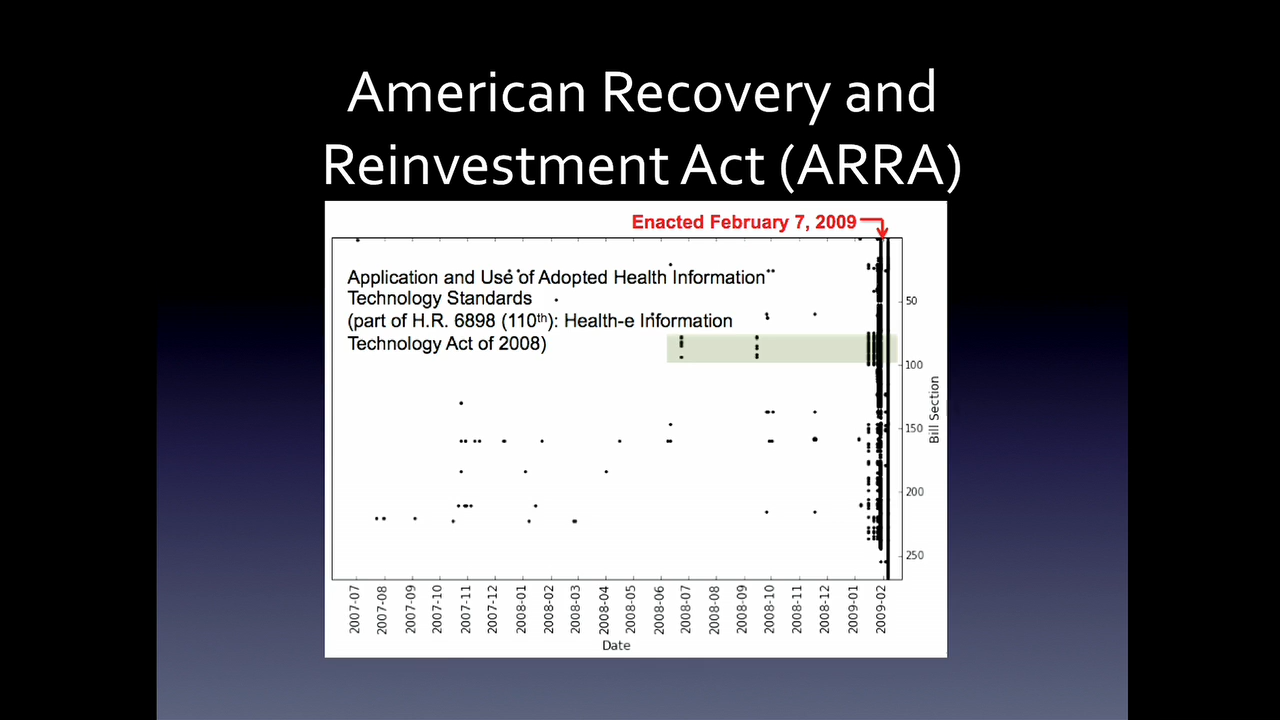 American Recovery and
Reinvestment Act (ARRA)
Enacted February 7, 2009
Application and Use of Adopted Health Information
Technology Standards
(part of H.R. 6898 (110th): Health-e Information
Technology Act of 2008)
50
100
150
200
250
Bill Section
2007-07
2007-08
2007-09
2007-10
2007-11
2007-12
2008-01
2008-02
2008-03
2008-04
2008-05
2008-06
2008-07
2008-08
2008-09
2008-10
2008-11
2008-12
2009-01
2009-02
Date